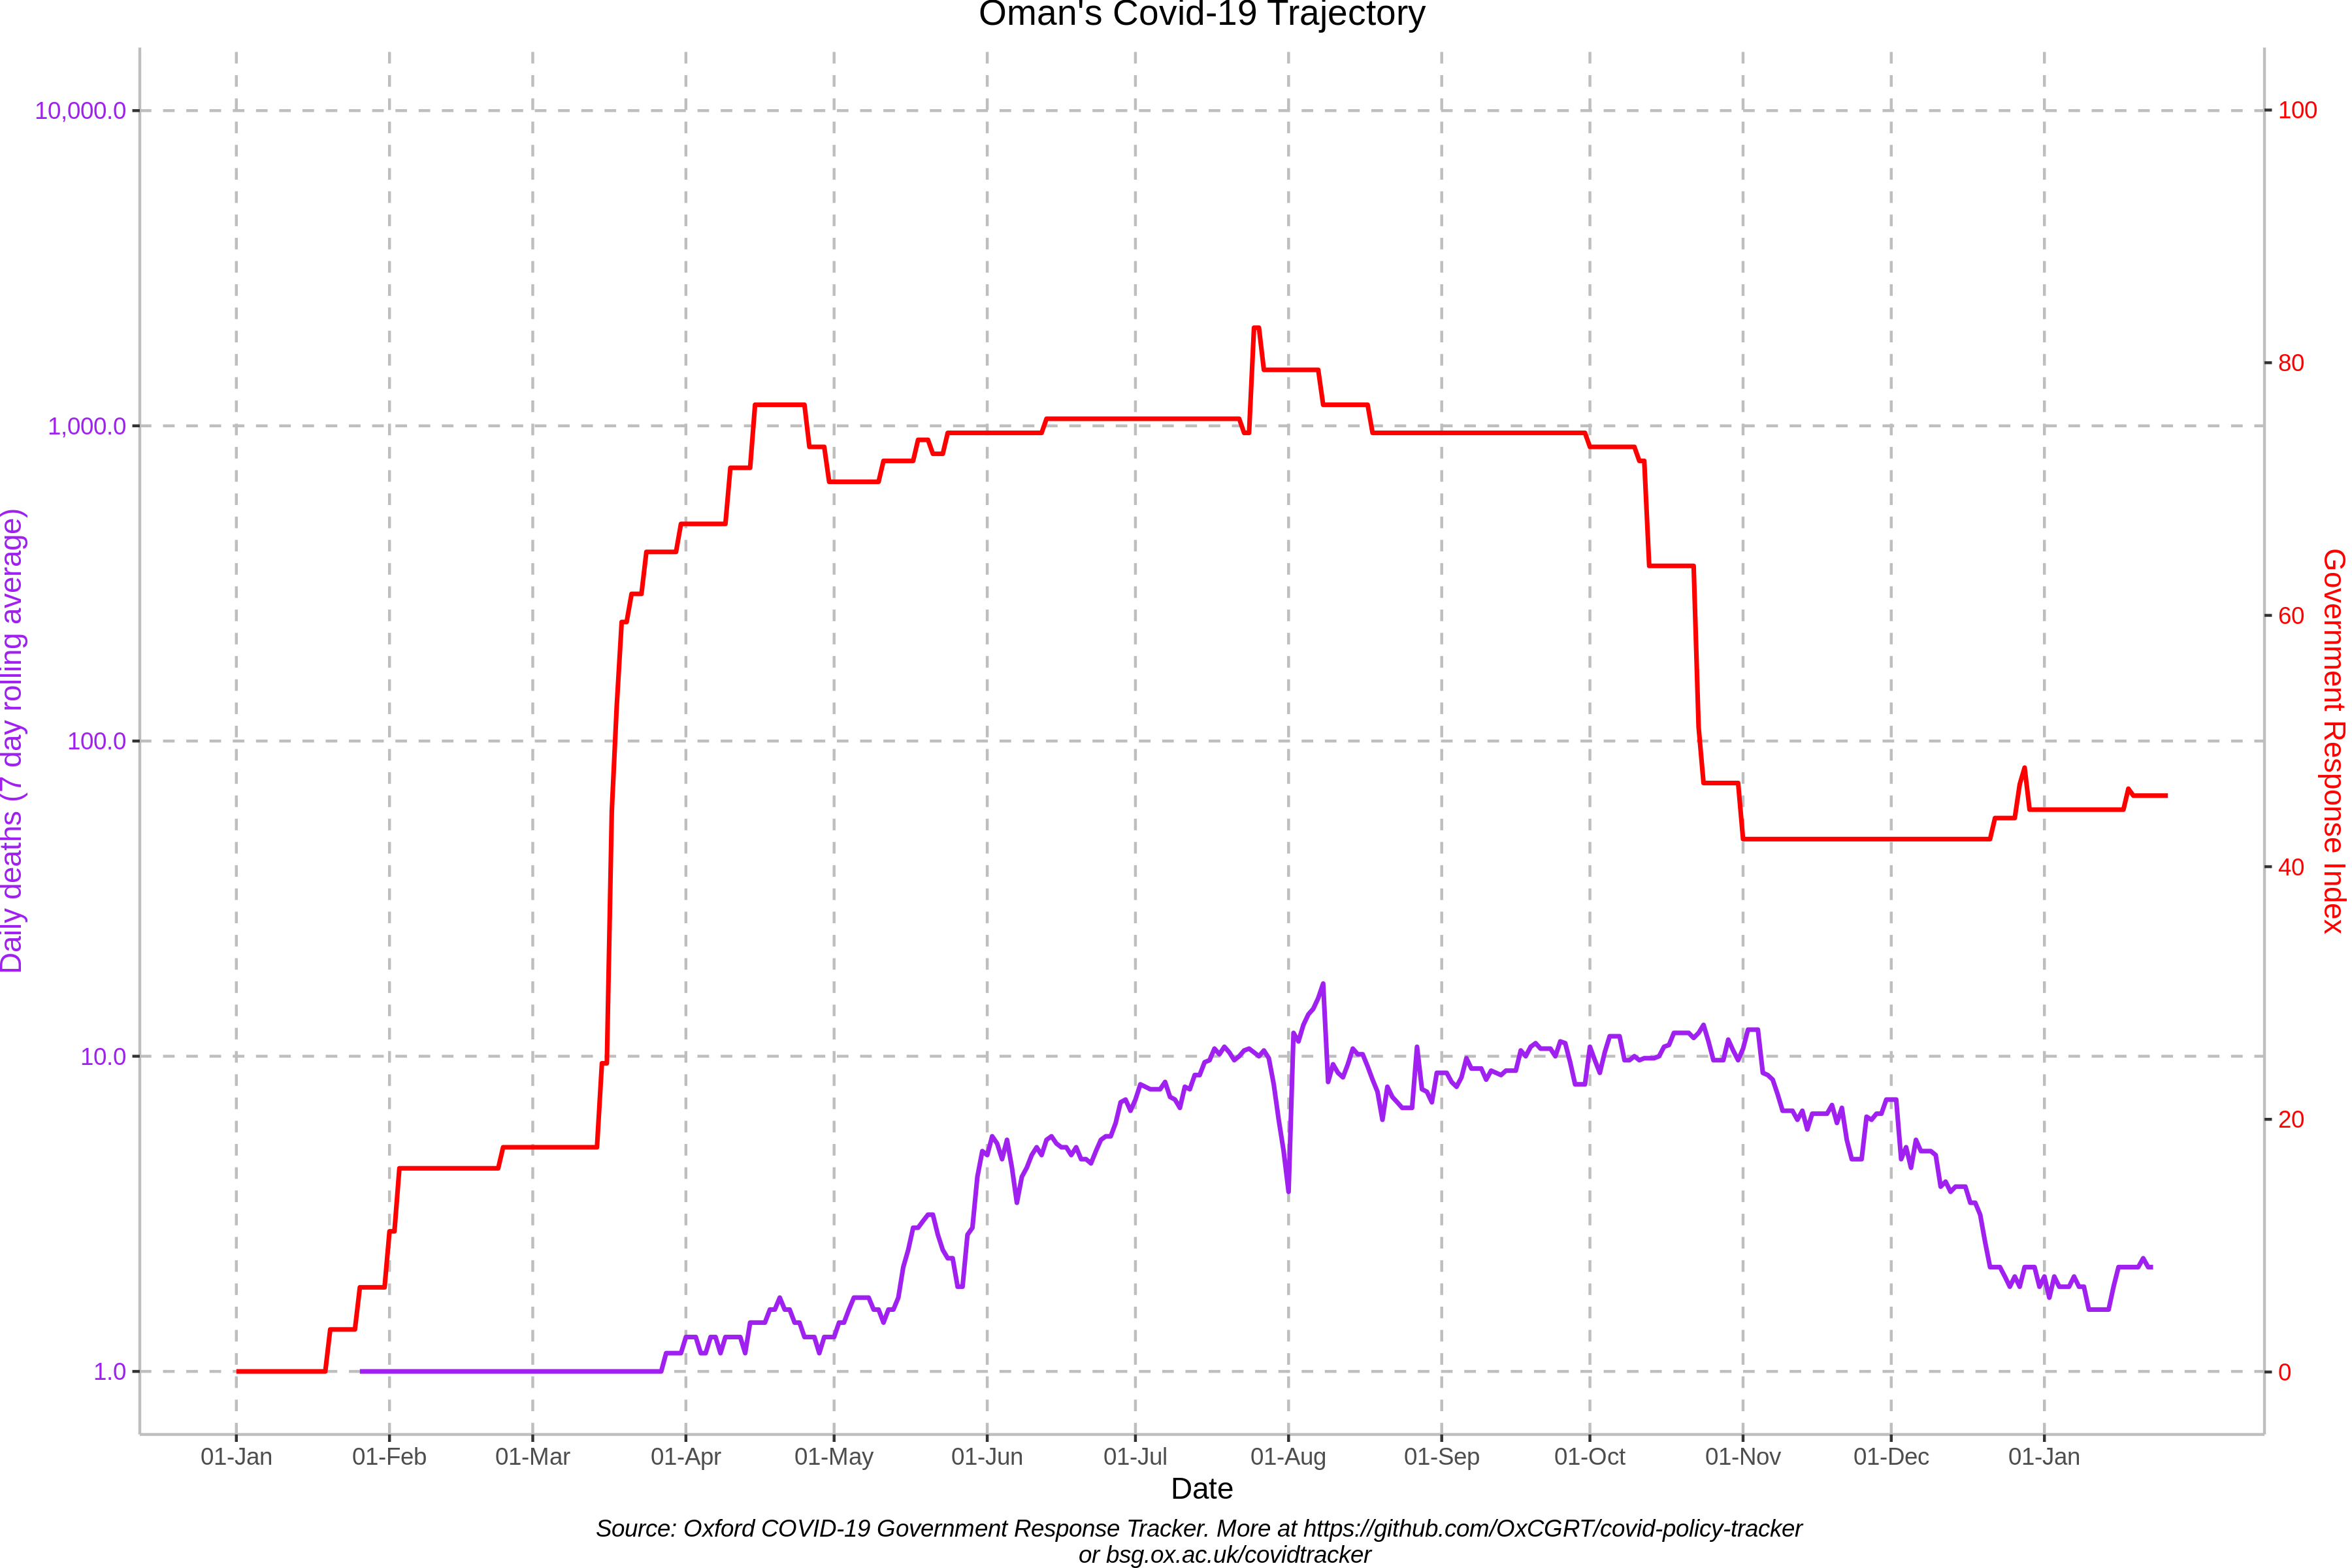 Oman's Covid-19 Trajectory
10,000.0
1,000.0
100.0
10.0
1.0
Daily deaths (7 day rolling average)
100
80
60
40
20
0
Government Response Index
01-Jan 01-Feb 01-Mar 01-Apr 01-May 01-Jun 01-Jul 01-Aug 01-Sep 01-Oct 01-Nov 01-Dec 01-Jan
Date
Source: Oxford COVID-19 Government Response Tracker. More at https://github.com/OxCGRT/covid-policy-tracker
or bsg.ox.ac.uk/covidtracker